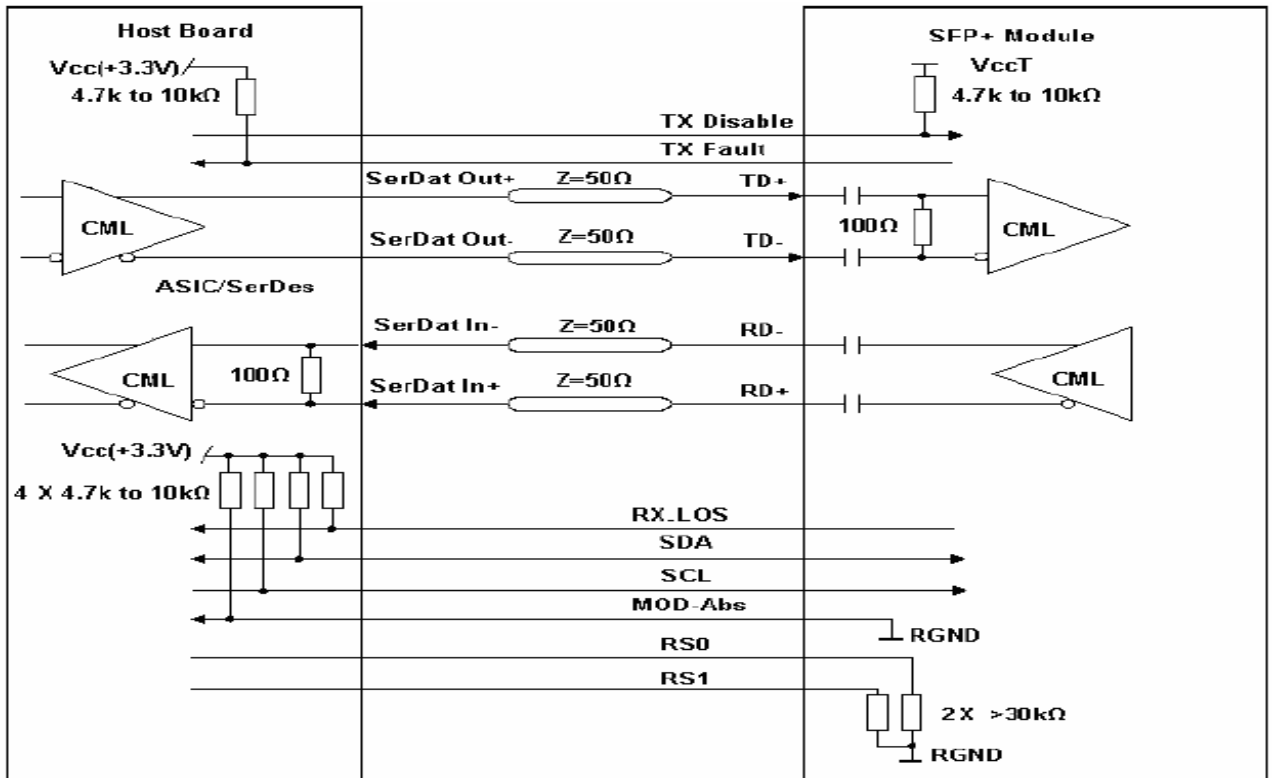 Host Board
SFP+ Module
Vcc(+3.3V)
4.7k to 10kΩ
VccT
4.7k to 10kΩ
TX Disable
TX Fault
SerDat Out+
Z=50Ω
TD+
CML
100Ω
CML
SerDat Out-
Z=50Ω
TD-
ASIC/SerDes
SerDat In-
Z=50Ω
RD-
CML
100Ω
SerDat In+
Z=50Ω
RD+
CML
Vcc(+3.3V)
4 X 4.7k to 10kΩ
RX_LOS
SDA
SCL
MOD-Abs
RGND
RS0
RS1
2X >30kΩ
RGND